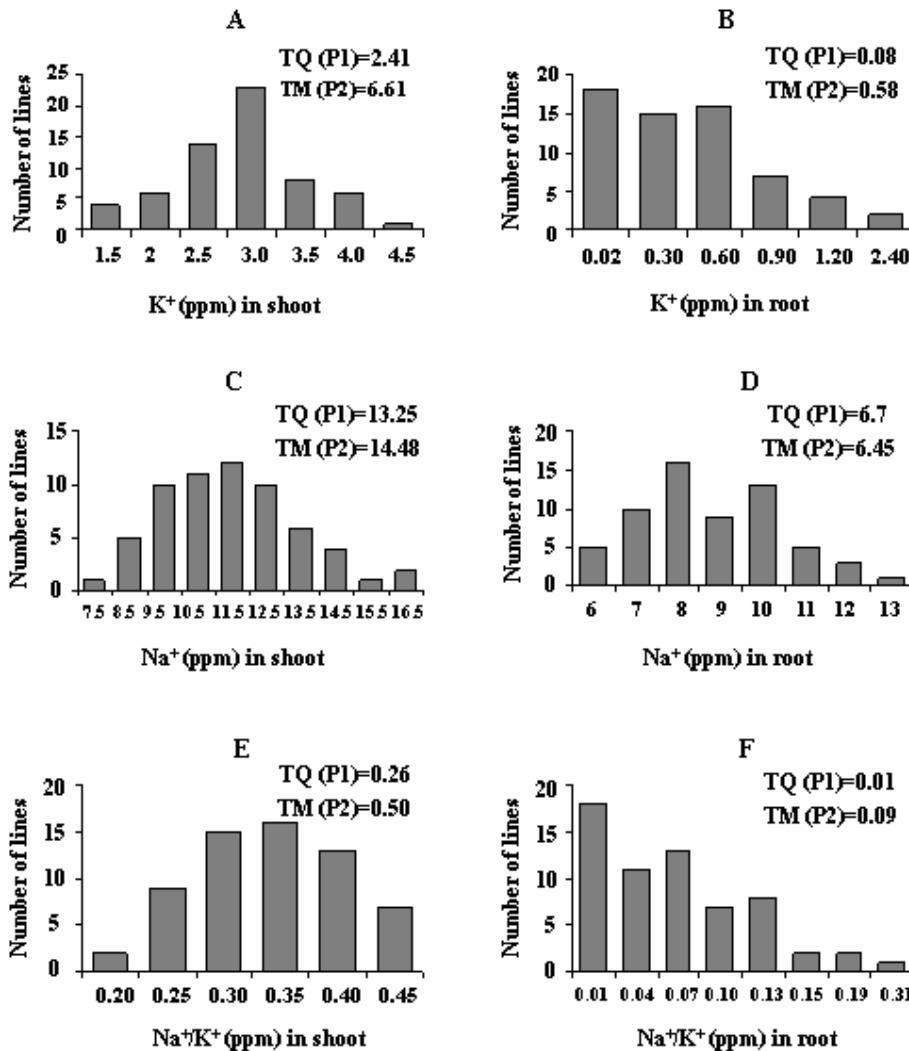 A
TQ (P1)=2.41
TM (P2)=6.61
Number of lines
25
20
15
10
5
0
1.5 2 2.5 3.0 3.5 4.0 4.5
K⁺ (ppm) in shoot
B
TQ (P1)=0.08
TM (P2)=0.58
Number of lines
20
15
10
5
0
0.02 0.30 0.60 0.90 1.20 2.40
K⁺ (ppm) in root
C
TQ (P1)=13.25
TM (P2)=14.48
Number of lines
15
10
5
0
7.5 8.5 9.5 10.5 11.5 12.5 13.5 14.5 15.5 16.5
Na⁺ (ppm) in shoot
D
TQ (P1)=6.7
TM (P2)=6.45
Number of lines
20
15
10
5
0
6 7 8 9 10 11 12 13
Na⁺ (ppm) in root
E
TQ (P1)=0.26
TM (P2)=0.50
Number of lines
20
15
10
5
0
0.20 0.25 0.30 0.35 0.40 0.45
Na⁺/K⁺ (ppm) in shoot
F
TQ (P1)=0.01
TM (P2)=0.09
Number of lines
20
15
10
5
0
0.01 0.04 0.07 0.10 0.13 0.15 0.19 0.31
Na⁺/K⁺ (ppm) in root